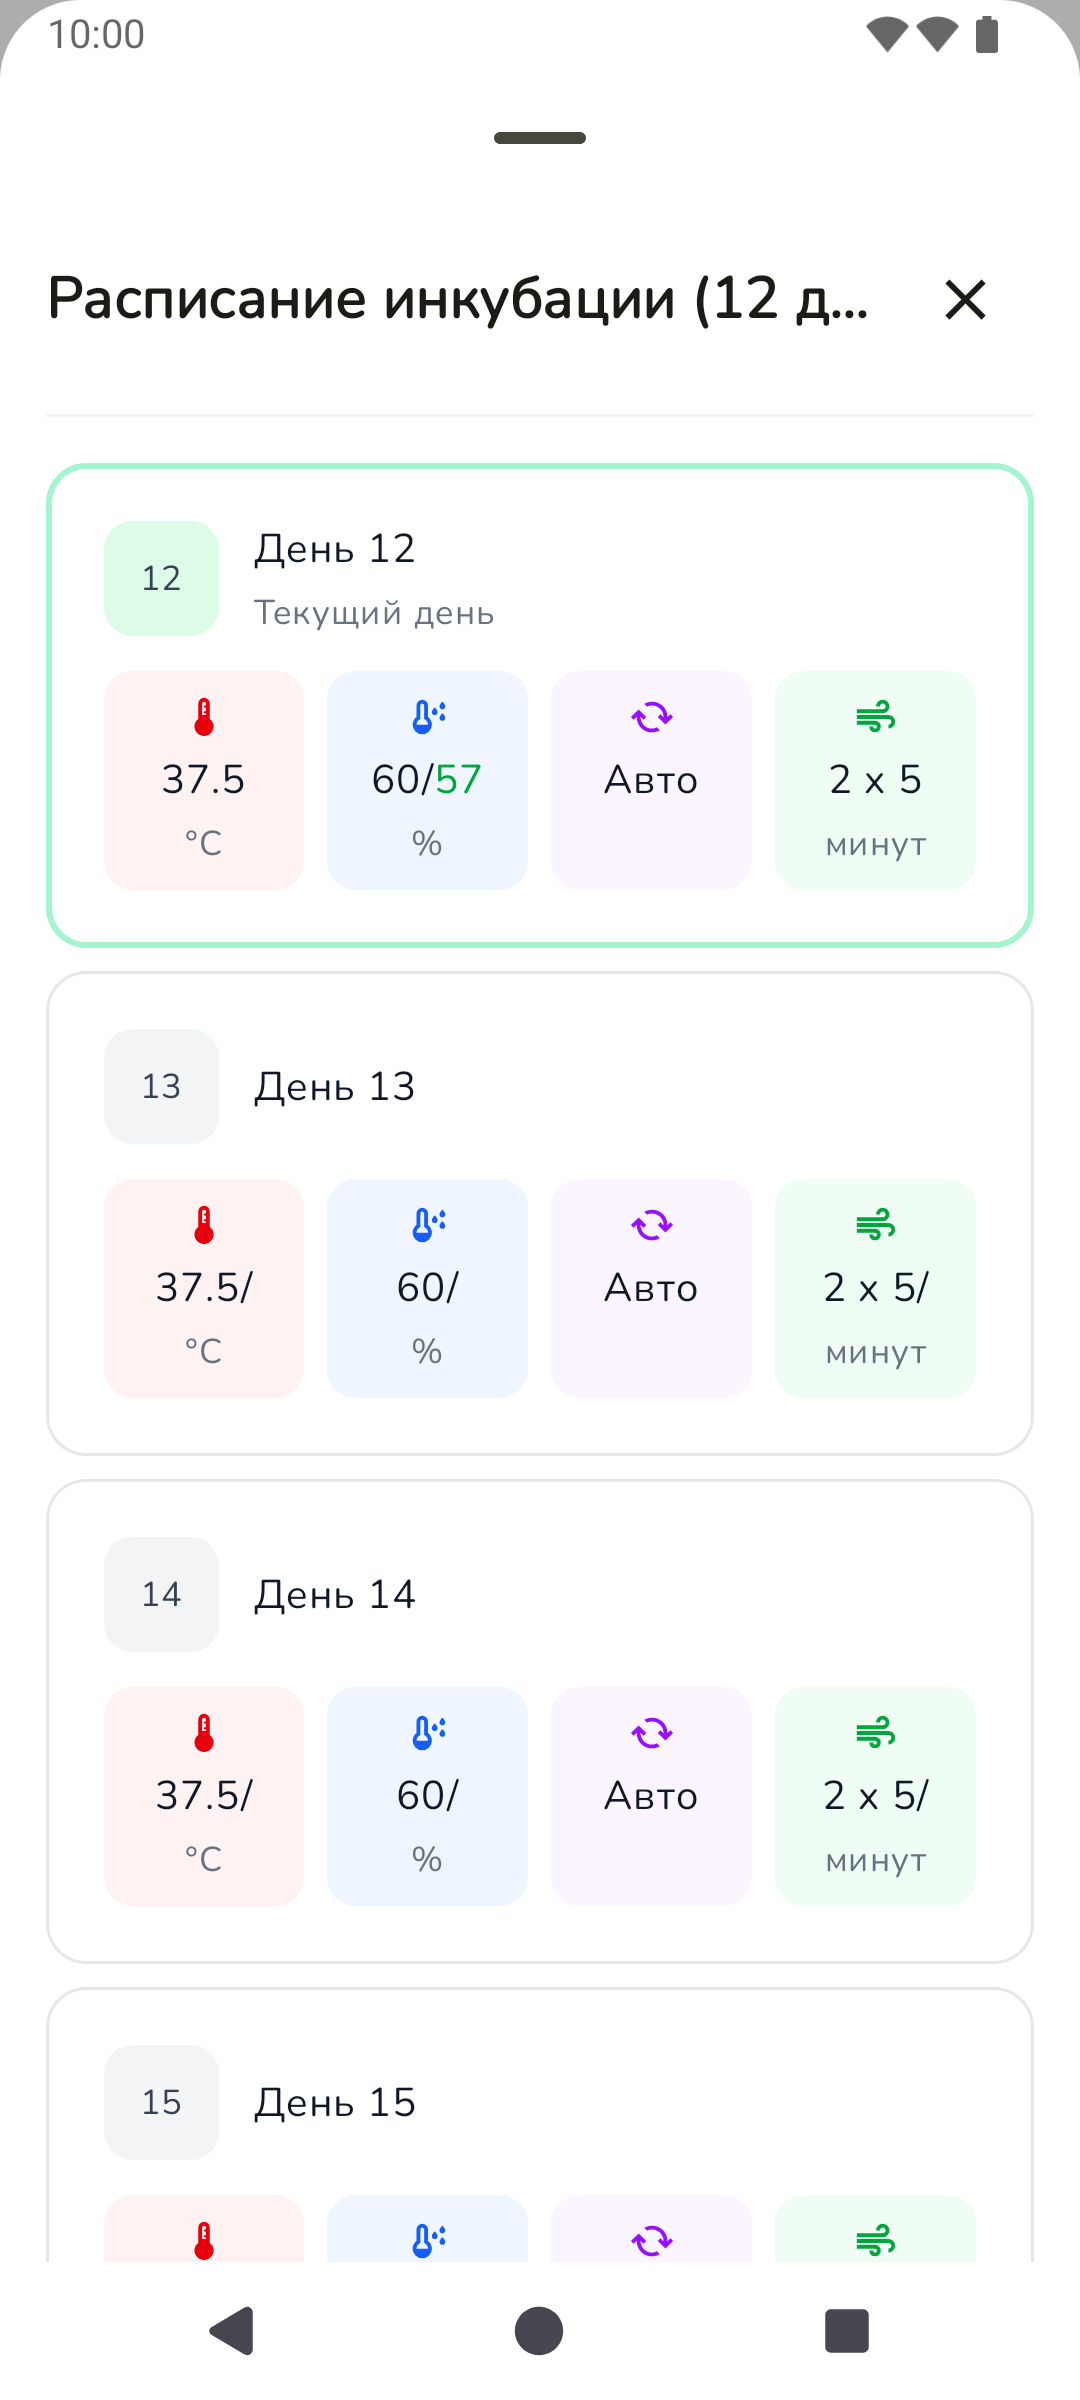 10:00
Расписание инкубации (12 д...
12
День 12
Текущий день
37.5 60/57 Авто 2 x 5
°C % минут
13
День 13
37.5/ 60/ Авто 2 x 5/
°C % минут
14
День 14
37.5/ 60/ Авто 2 x 5/
°C % минут
15
День 15